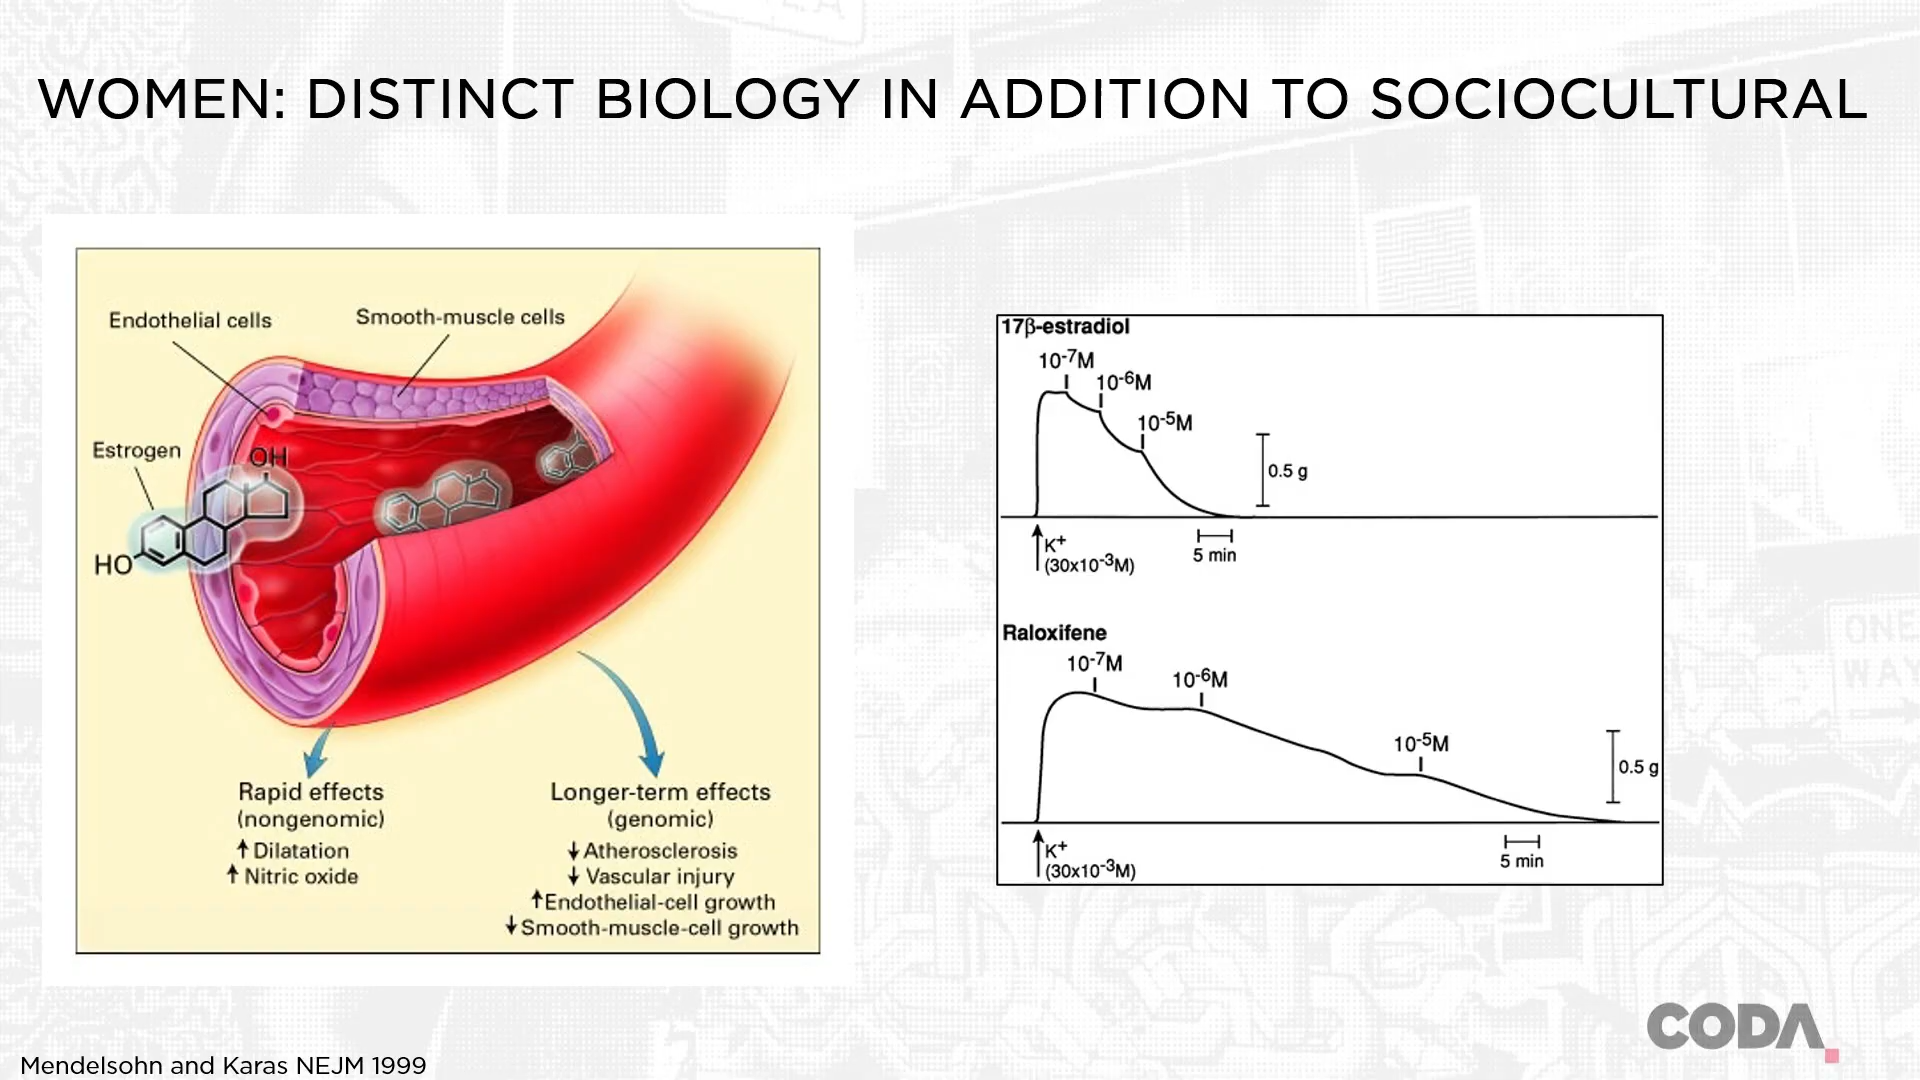 WOMEN: DISTINCT BIOLOGY IN ADDITION TO SOCIOCULTURAL
Endothelial cells
Smooth-muscle cells
Estrogen
OH
HO
Rapid effects
(nongenomic)
↑ Dilatation
↑ Nitric oxide
Longer-term effects
(genomic)
↓ Atherosclerosis
↓ Vascular injury
↑ Endothelial-cell growth
↓ Smooth-muscle-cell growth
17β-estradiol
10⁻⁷M
10⁻⁶M
10⁻⁵M
0.5 g
K⁺
(30x10⁻³M)
5 min
Raloxifene
10⁻⁷M
10⁻⁶M
10⁻⁵M
0.5 g
K⁺
(30x10⁻³M)
5 min
ONE
WAY
CODA
Mendelsohn and Karas NEJM 1999